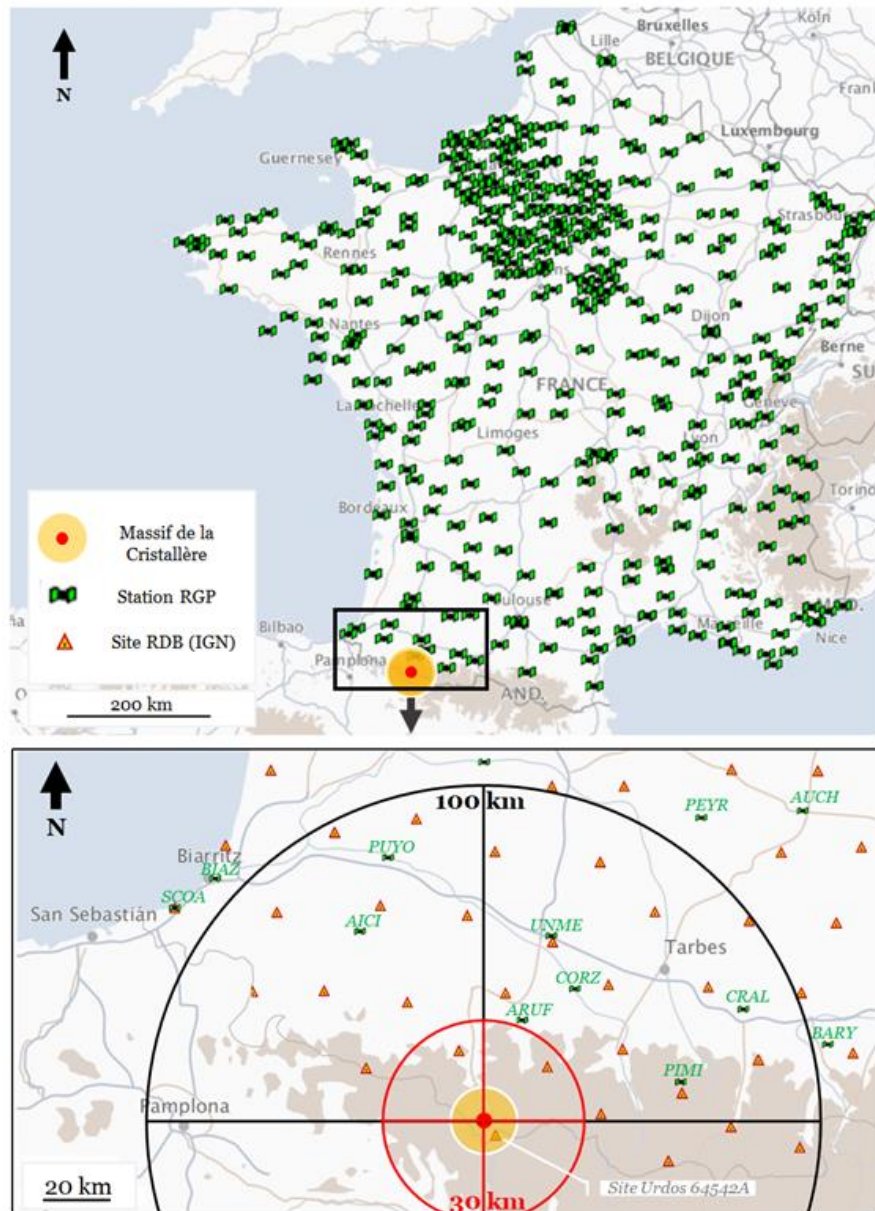 N
Guernesey
Lille
Bruxelles
BELGIQUE
Köln
Luxembourg
Strasbourg
Rennes
Nantes
Dijon
Berne
FRANCE
Genève
La Rochelle
Limoges
Lyon
Torino
Bordeaux
Massif de la
Cristallère
Station RGP
Site RDB (IGN)
200 km
Bilbao
Pamplona
Toulouse
Marseille
Nice
AND.
N
100 km
PEYR
AUCH
PUYO
Biarritz
BIAZ
SCOA
San Sebastián
AICI
UNME
Tarbes
CORZ
CRAL
ARUF
BARY
PIMI
Pamplona
20 km
30 km
Site Urdos 64542A